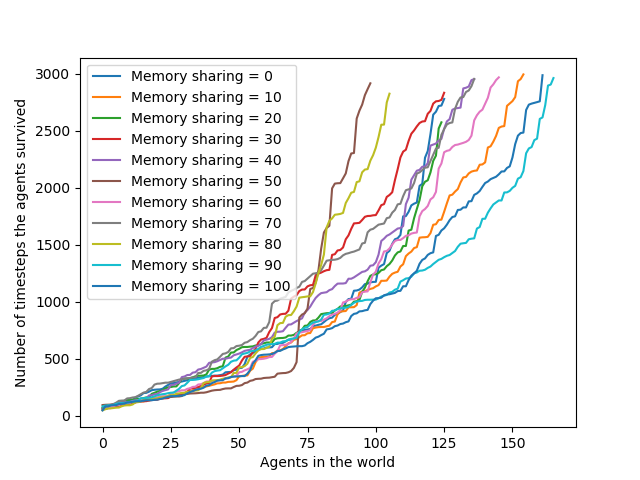 Number of timesteps the agents survived
3000
2500
2000
1500
1000
500
0
Memory sharing = 0
Memory sharing = 10
Memory sharing = 20
Memory sharing = 30
Memory sharing = 40
Memory sharing = 50
Memory sharing = 60
Memory sharing = 70
Memory sharing = 80
Memory sharing = 90
Memory sharing = 100
0 25 50 75 100 125 150
Agents in the world